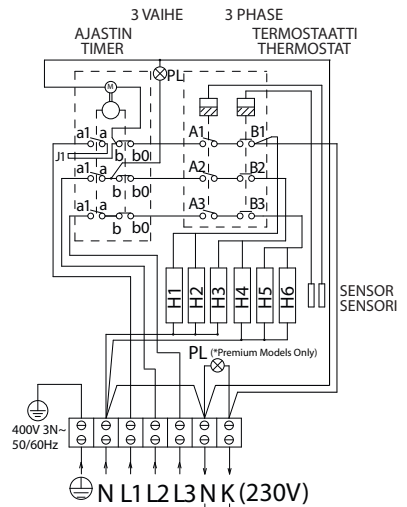 3 VAIHE 3 PHASE
AJASTIN TERMOSTAATTI
TIMER THERMOSTAT
PL
M
a1 a A1 B1
J1 b b0
a1 a A2 B2
b b0
a1 a A3 B3
b b0
H1 H2 H3 H4 H5 H6
SENSOR
SENSORI
PL (*Premium Models Only)
400V 3N~
50/60Hz
N L1 L2 L3 N K (230V)